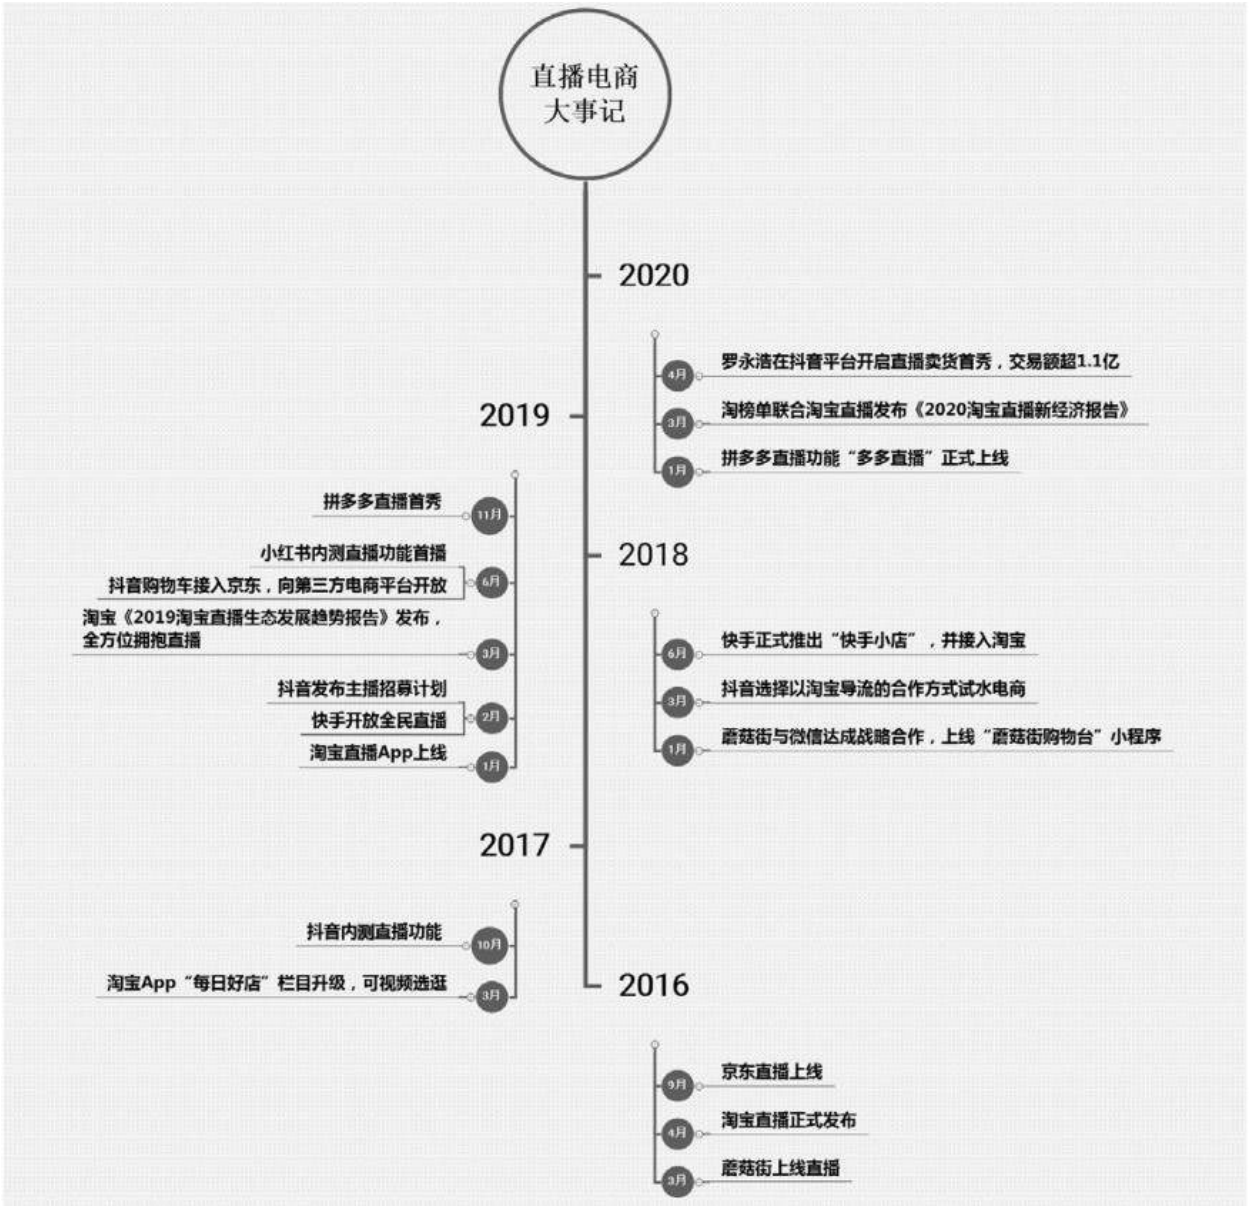 直播电商
大事记
2020
4月
罗永浩在抖音平台开启直播卖货首秀，交易额超1.1亿
3月
淘榜单联合淘宝直播发布《2020淘宝直播新经济报告》
1月
拼多多直播功能“多多直播”正式上线
2019
拼多多直播首秀
11月
小红书内测直播功能首播
抖音购物车接入京东，向第三方电商平台开放
6月
淘宝《2019淘宝直播生态发展趋势报告》发布，
全方位拥抱直播
3月
抖音发布主播招募计划
快手开放全民直播
2月
淘宝直播App上线
1月
2018
6月
快手正式推出“快手小店”，并接入淘宝
3月
抖音选择以淘宝导流的合作方式试水电商
1月
蘑菇街与微信达成战略合作，上线“蘑菇街购物台”小程序
2017
抖音内测直播功能
10月
淘宝App“每日好店”栏目升级，可视频选逛
3月
2016
9月
京东直播上线
4月
淘宝直播正式发布
3月
蘑菇街上线直播